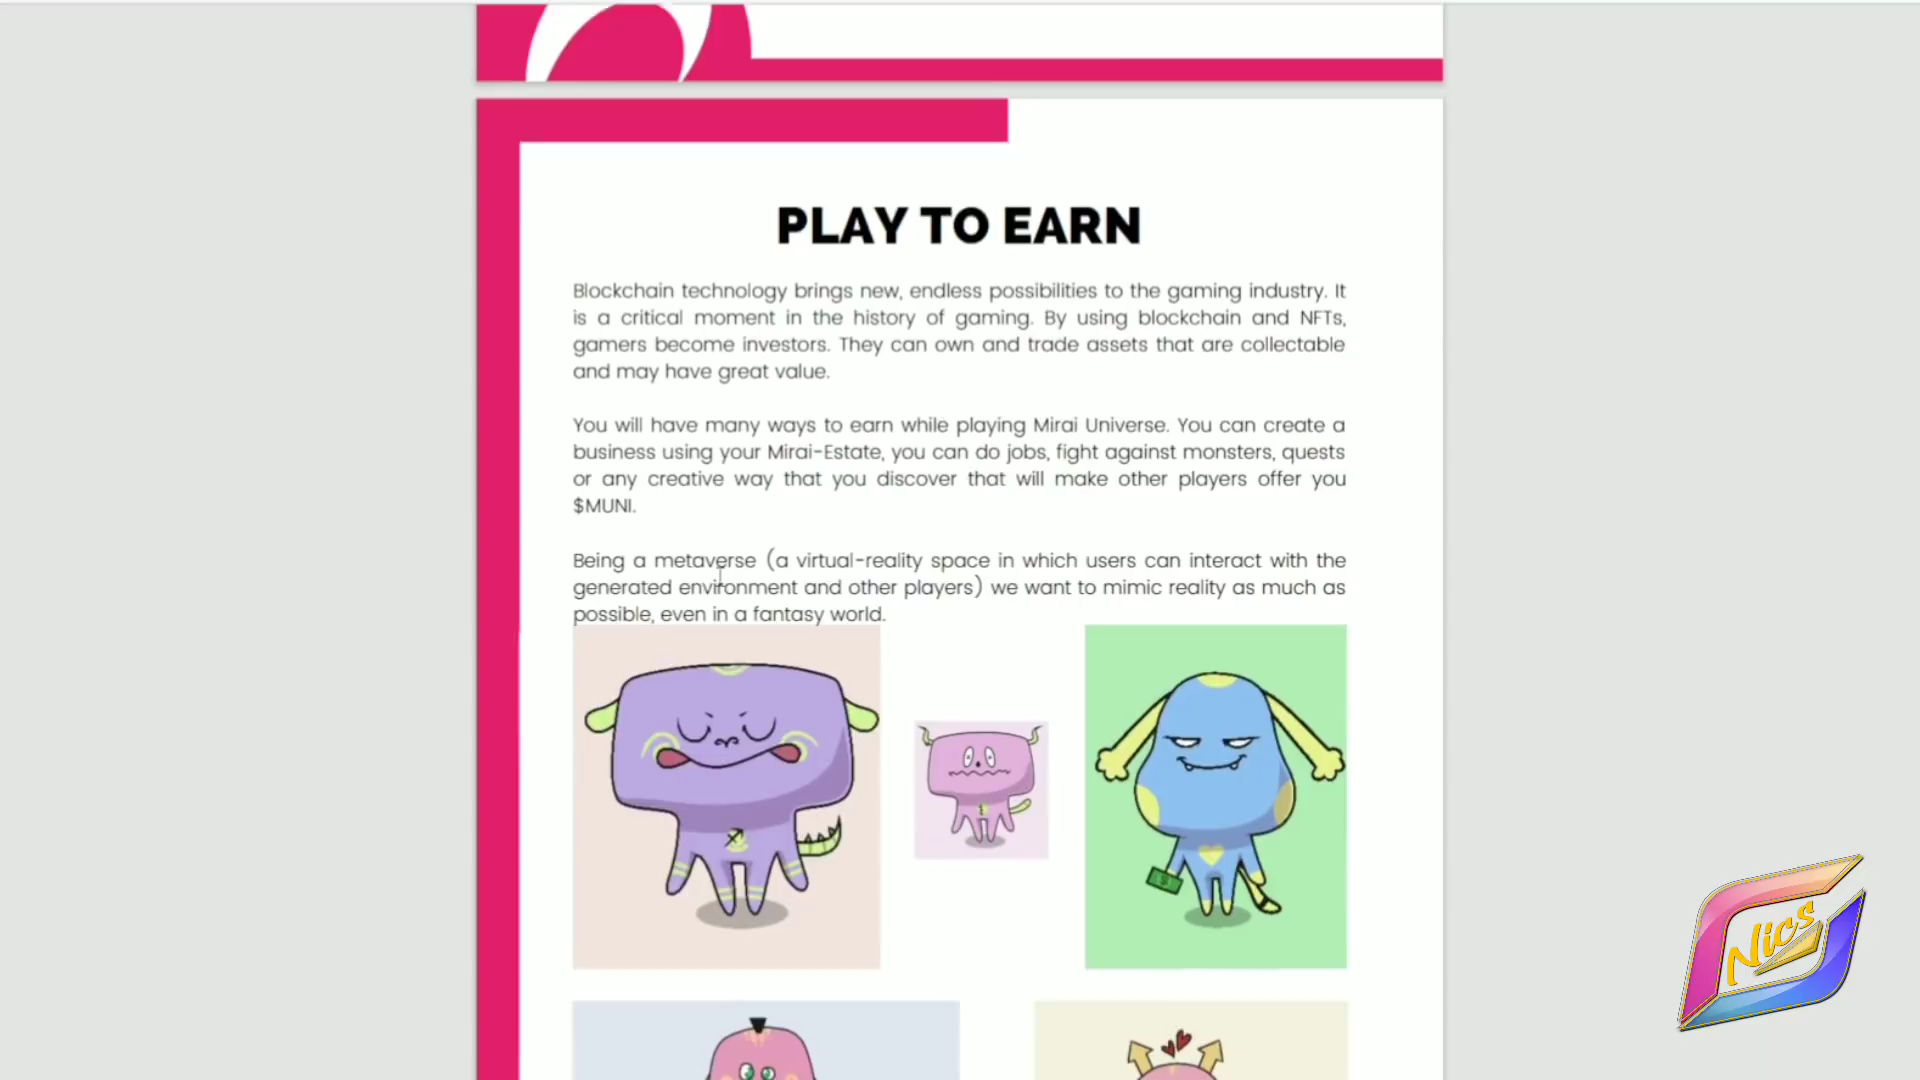 PLAY TO EARN
Blockchain technology brings new, endless possibilities to the gaming industry. It
is a critical moment in the history of gaming. By using blockchain and NFTs,
gamers become investors. They can own and trade assets that are collectable
and may have great value.
You will have many ways to earn while playing Mirai Universe. You can create a
business using your Mirai-Estate, you can do jobs, fight against monsters, quests
or any creative way that you discover that will make other players offer you
$MUNI.
Being a metaverse (a virtual-reality space in which users can interact with the
generated environment and other players) we want to mimic reality as much as
possible, even in a fantasy world.
Nics